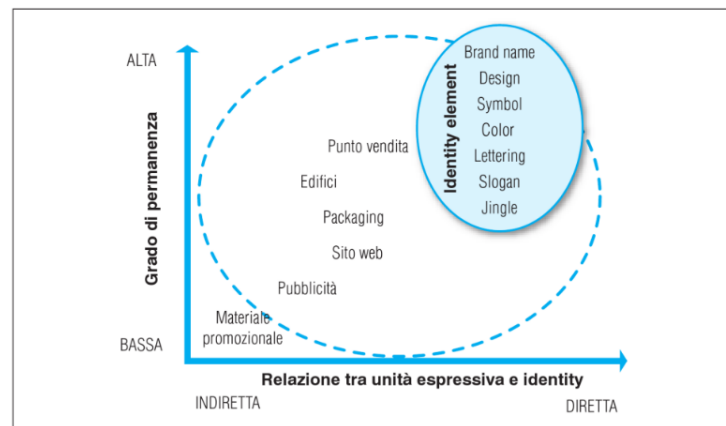 ALTA
Grado di permanenza
BASSA
Brand name
Design
Symbol
Color
Lettering
Slogan
Jingle
Identity element
Punto vendita
Edifici
Packaging
Sito web
Pubblicità
Materiale
promozionale
Relazione tra unità espressiva e identity
INDIRETTA
DIRETTA